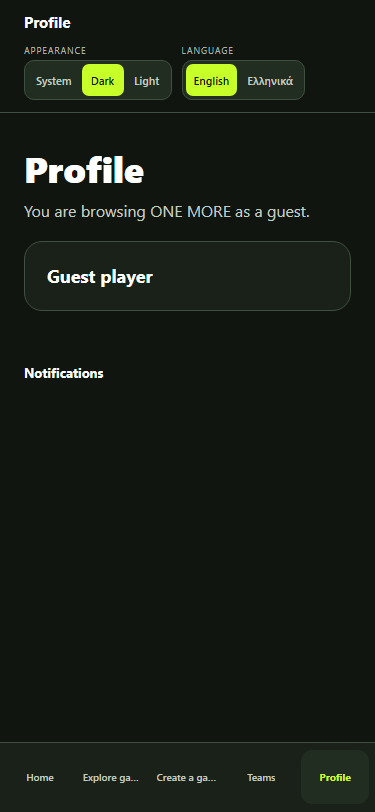 Profile
APPEARANCE
LANGUAGE
System Dark Light
English Ελληνικά
Profile
You are browsing ONE MORE as a guest.
Guest player
Notifications
Home Explore ga... Create a ga... Teams Profile